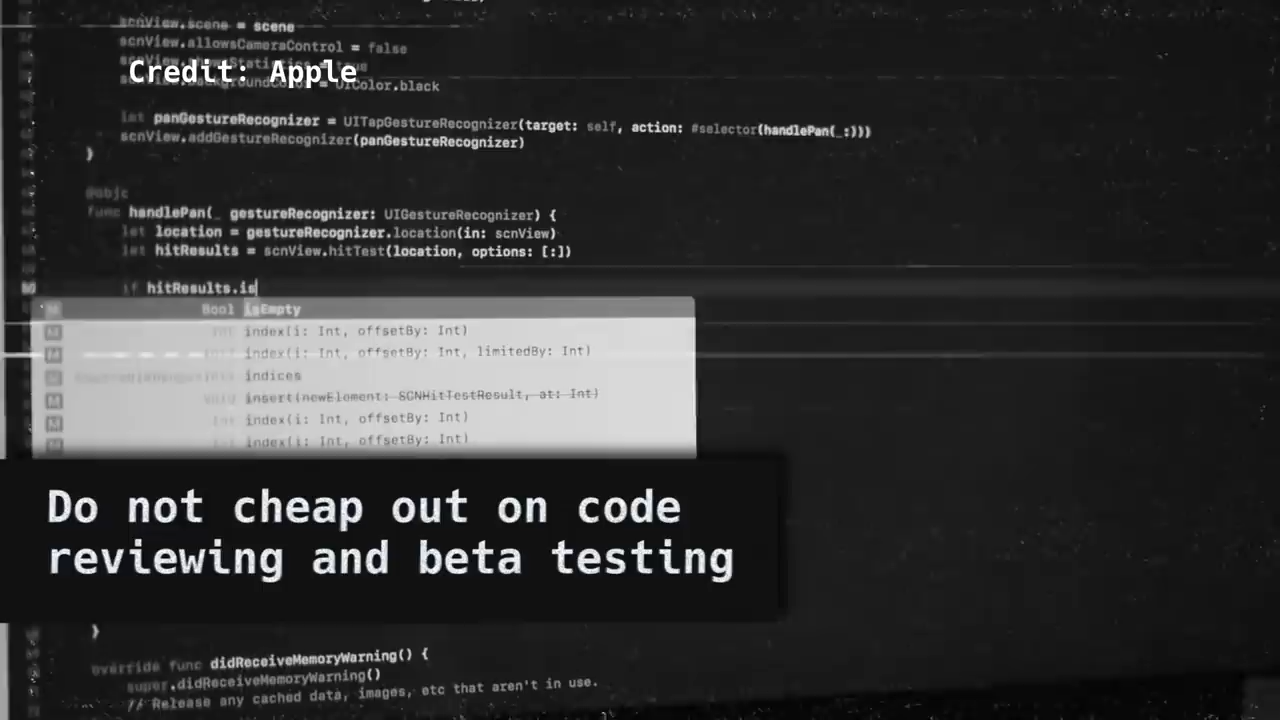 scnView.scene = scene
scnView.allowsCameraControl = false
Credit: Apple
UIColor.black
let panGestureRecognizer = UITapGestureRecognizer(target: self, action: #selector(handlePan(_:)))
scnView.addGestureRecognizer(panGestureRecognizer)
}
@objc
func handlePan(_ gestureRecognizer: UIGestureRecognizer) {
let location = gestureRecognizer.location(in: scnView)
let hitResults = scnView.hitTest(location, options: [:])
if hitResults.is
M Bool isEmpty
M Int index(i: Int, offsetBy: Int)
M index(i: Int, offsetBy: Int, limitedBy: Int)
indices
M Void insert(newElement: SCNHitTestResult, at: Int)
M Int index(i: Int, offsetBy: Int)
M Int index(i: Int, offsetBy: Int)
Do not cheap out on code
reviewing and beta testing
}
override func didReceiveMemoryWarning() {
super.didReceiveMemoryWarning()
// Release any cached data, images, etc that aren't in use.